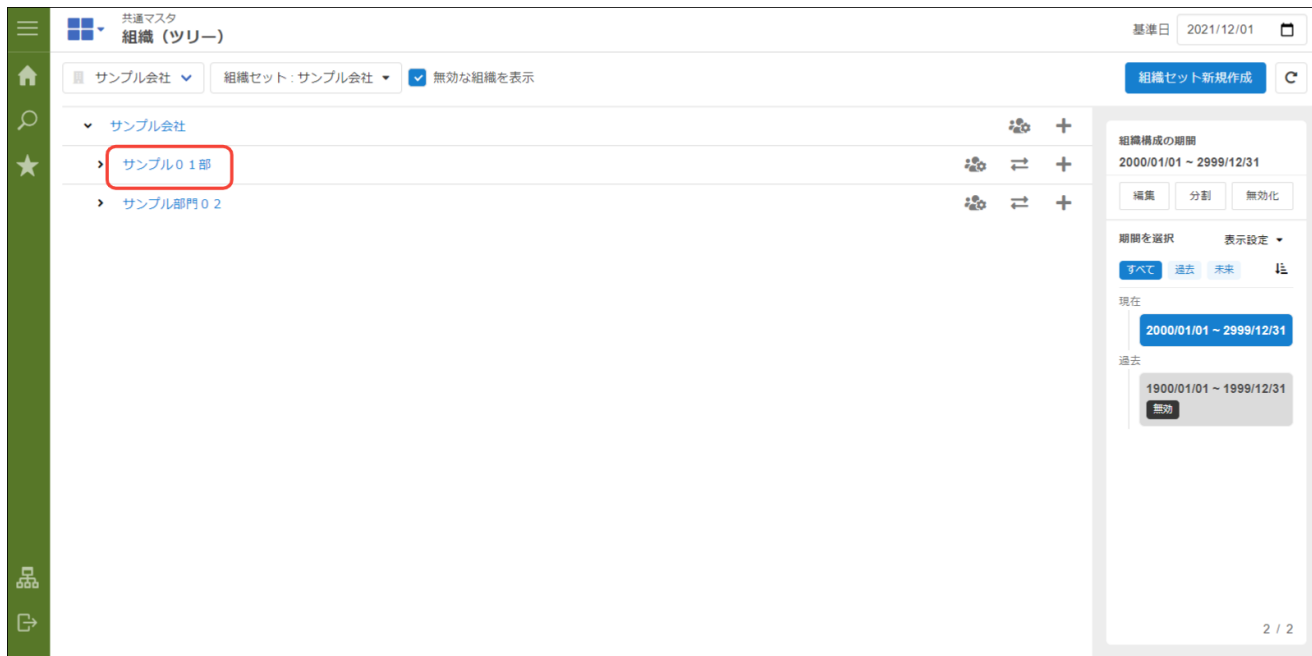 共通マスタ
組織（ツリー）
基準日 2021/12/01
サンプル会社 組織セット : サンプル会社 無効な組織を表示 組織セット新規作成
サンプル会社
サンプル０１部
サンプル部門０２
組織構成の期間
2000/01/01 ~ 2999/12/31
編集 分割 無効化
期間を選択 表示設定
すべて 過去 未来
現在
2000/01/01 ~ 2999/12/31
過去
1900/01/01 ~ 1999/12/31
無効
2 / 2